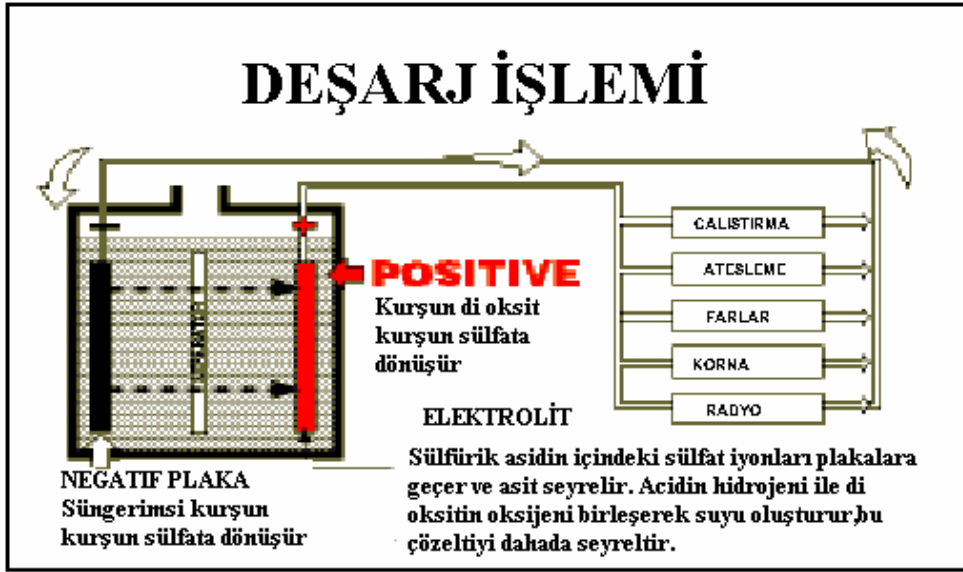 DEŞARJ İŞLEMİ
−
+
POSITIVE
Kurşun di oksit
kurşun sülfata
dönüşür
CALISTIRMA
ATESLEME
FARLAR
KORNA
RADYO
NEGATIF PLAKA
Süngerimsi kurşun
kurşun sülfata dönüşür
ELEKTROLİT
Sülfürik asidin içindeki sülfat iyonları plakalara
geçer ve asit seyrelir. Acidin hidrojeni ile di
oksitin oksijeni birleşerek suyu oluşturur,bu
çözeltiyi dahada seyreltir.